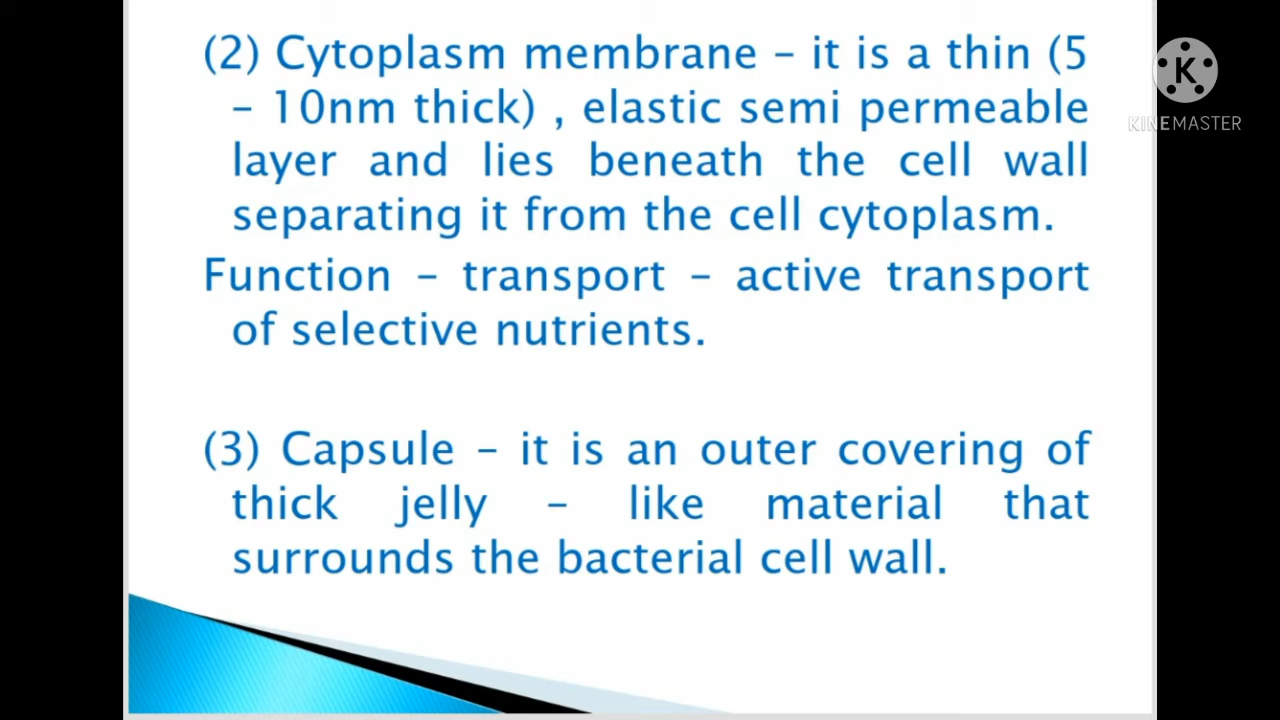 (2) Cytoplasm membrane – it is a thin (5
– 10nm thick) , elastic semi permeable
layer and lies beneath the cell wall
separating it from the cell cytoplasm.
Function – transport – active transport
of selective nutrients.
(3) Capsule – it is an outer covering of
thick jelly – like material that
surrounds the bacterial cell wall.
K
KINEMASTER